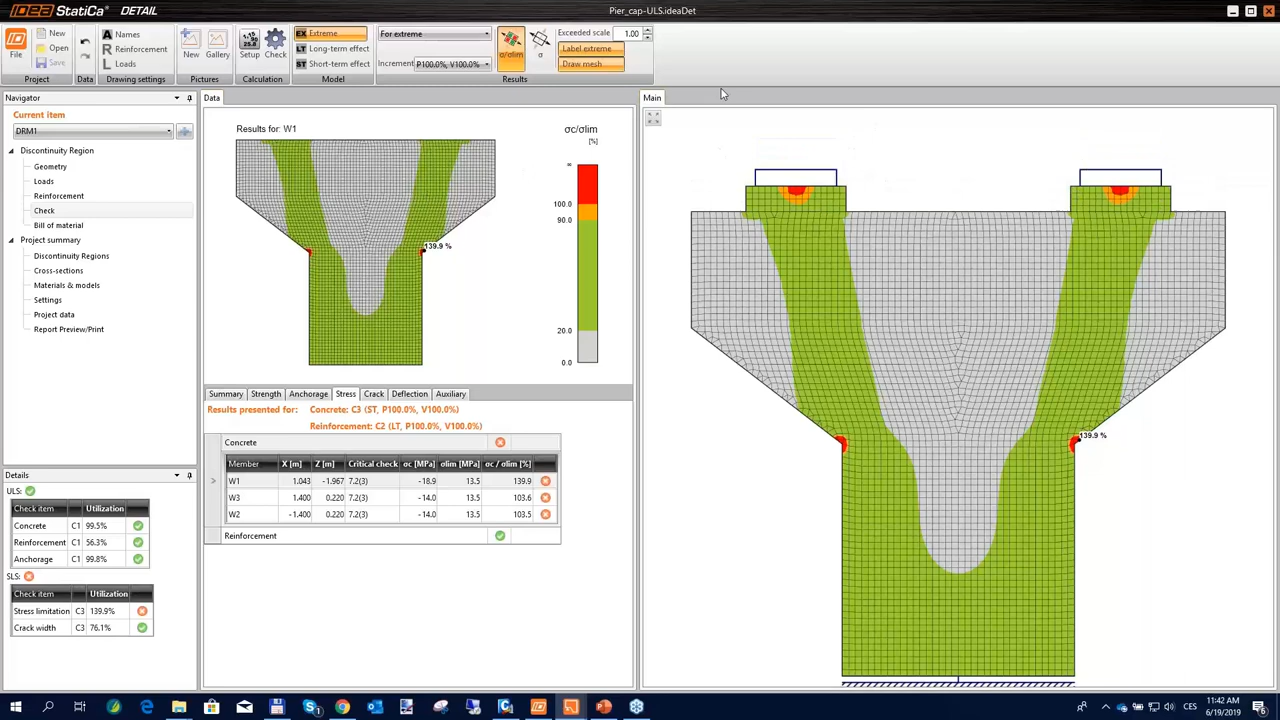 IDEA StatiCa DETAIL
Pier_cap-ULS.ideaDet
File
New
Open
Save
Project
Data
Names
Reinforcement
Loads
Drawing settings
New Gallery
Pictures
Setup Check
Calculation
EX Extreme
LT Long-term effect
ST Short-term effect
Model
For extreme
Increment P100.0%, V100.0%
σ/σlim
σ
Exceeded scale 1.00
Label extreme
Draw mesh
Results
Navigator
Current item
DRM1
Discontinuity Region
Geometry
Loads
Reinforcement
Check
Bill of material
Project summary
Discontinuity Regions
Cross-sections
Materials & models
Settings
Project data
Report Preview/Print
Details
ULS:
Check item Utilization
Concrete C1 99.5%
Reinforcement C1 56.3%
Anchorage C1 99.8%
SLS:
Check item Utilization
Stress limitation C3 139.9%
Crack width C3 76.1%
Data
Results for: W1
σc/σlim
[%]
∞
100.0
90.0
20.0
0.0
139.9 %
Summary Strength Anchorage Stress Crack Deflection Auxiliary
Results presented for: Concrete: C3 (ST, P100.0%, V100.0%)
Reinforcement: C2 (LT, P100.0%, V100.0%)
Concrete
Member X [m] Z [m] Critical check σc [MPa] σlim [MPa] σc / σlim [%]
W1 1.043 -1.967 7.2(3) -18.9 13.5 139.9
W3 1.400 0.220 7.2(3) -14.0 13.5 103.6
W2 -1.400 0.220 7.2(3) -14.0 13.5 103.5
Reinforcement
Main
139.9 %
CES
11:42 AM
6/19/2019